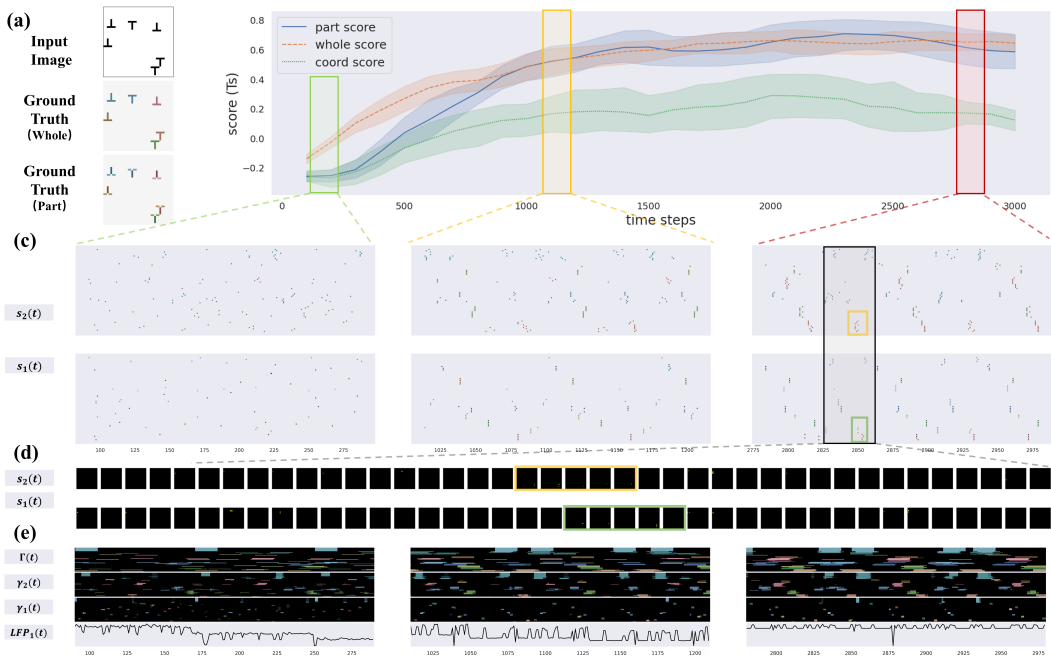 (a)
Input
Image
Ground
Truth
(Whole)
Ground
Truth
(Part)
score (Ts)
0.8
0.6
0.4
0.2
0.0
−0.2
part score
whole score
coord score
0 500 1000 1500 2000 2500 3000
time steps
(c)
s₂(t)
s₁(t)
100 125 150 175 200 225 250 275
1025 1050 1075 1100 1125 1150 1175 1200
2800 2825 2850 2875 2900 2925 2950 2975
(d)
s₂(t)
s₁(t)
(e)
Γ(t)
γ₂(t)
γ₁(t)
LFP₁(t)
100 125 150 175 200 225 250 275
1025 1050 1075 1100 1125 1150 1175 1200
2800 2820 2840 2860 2880 2900 2925 2950 2975